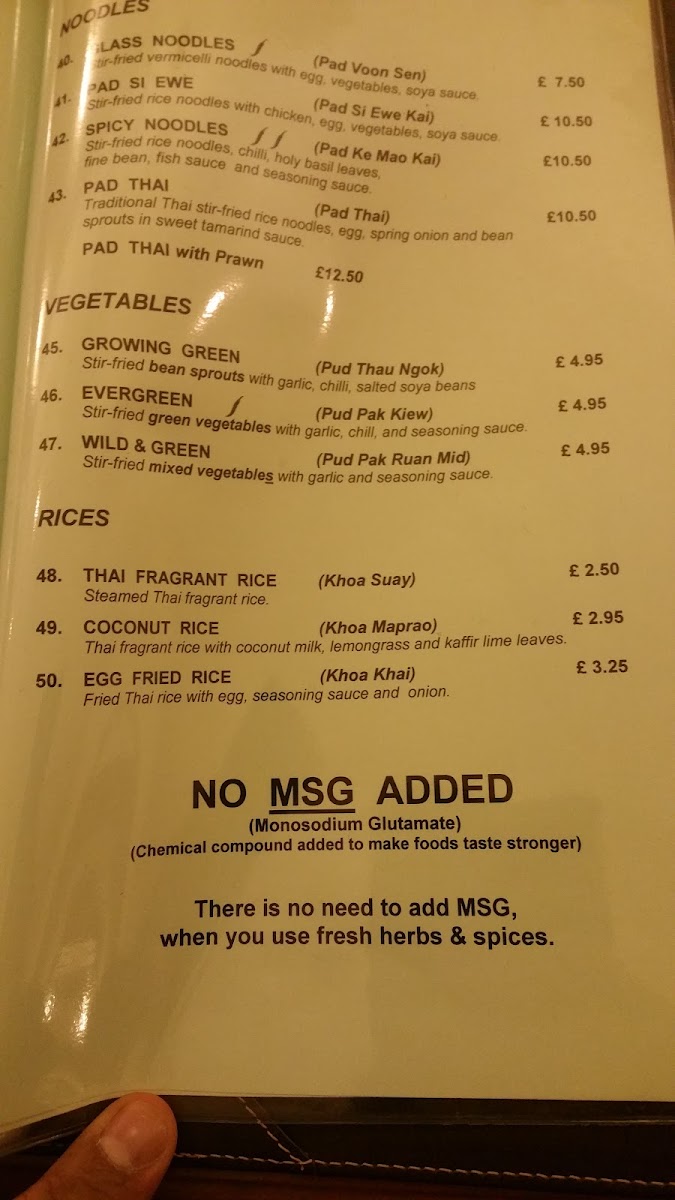 NOODLES
40. GLASS NOODLES (Pad Voon Sen) £ 7.50
Stir-fried vermicelli noodles with egg, vegetables, soya sauce.
41. PAD SI EWE (Pad Si Ewe Kai) £ 10.50
Stir-fried rice noodles with chicken, egg, vegetables, soya sauce.
42. SPICY NOODLES (Pad Ke Mao Kai) £10.50
Stir-fried rice noodles, chilli, holy basil leaves,
fine bean, fish sauce and seasoning sauce.
43. PAD THAI (Pad Thai) £10.50
Traditional Thai stir-fried rice noodles, egg, spring onion and bean
sprouts in sweet tamarind sauce.
PAD THAI with Prawn £12.50
VEGETABLES
45. GROWING GREEN (Pud Thau Ngok) £ 4.95
Stir-fried bean sprouts with garlic, chilli, salted soya beans
46. EVERGREEN (Pud Pak Kiew) £ 4.95
Stir-fried green vegetables with garlic, chill, and seasoning sauce.
47. WILD & GREEN (Pud Pak Ruan Mid) £ 4.95
Stir-fried mixed vegetables with garlic and seasoning sauce.
RICES
48. THAI FRAGRANT RICE (Khoa Suay) £ 2.50
Steamed Thai fragrant rice.
49. COCONUT RICE (Khoa Maprao) £ 2.95
Thai fragrant rice with coconut milk, lemongrass and kaffir lime leaves.
50. EGG FRIED RICE (Khoa Khai) £ 3.25
Fried Thai rice with egg, seasoning sauce and onion.
NO MSG ADDED
(Monosodium Glutamate)
(Chemical compound added to make foods taste stronger)
There is no need to add MSG,
when you use fresh herbs & spices.